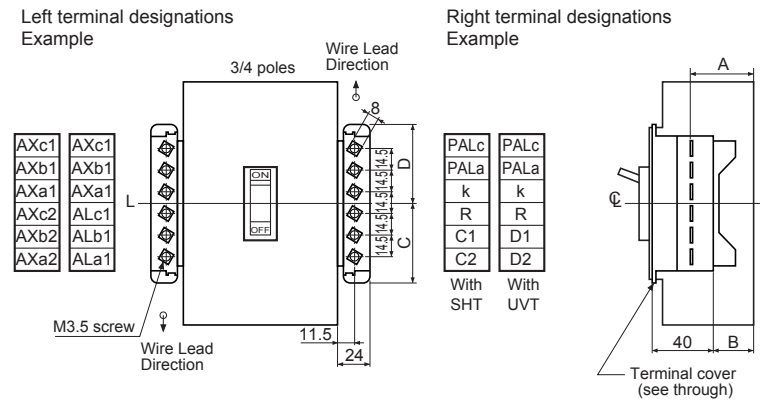 Left terminal designations
Example
Right terminal designations
Example
Wire Lead
Direction
3/4 poles
A
8
D
14.5
14.5
14.5
14.5
14.5
C
AXc1
AXb1
AXa1
AXc2
AXb2
AXa2
AXc1
AXb1
AXa1
ALc1
ALb1
ALa1
L
ON
OFF
PALc
PALa
k
R
C1
C2
With
SHT
PALc
PALa
k
R
D1
D2
With
UVT
℄
M3.5 screw
Wire Lead
Direction
11.5
24
40
B
Terminal cover
(see through)